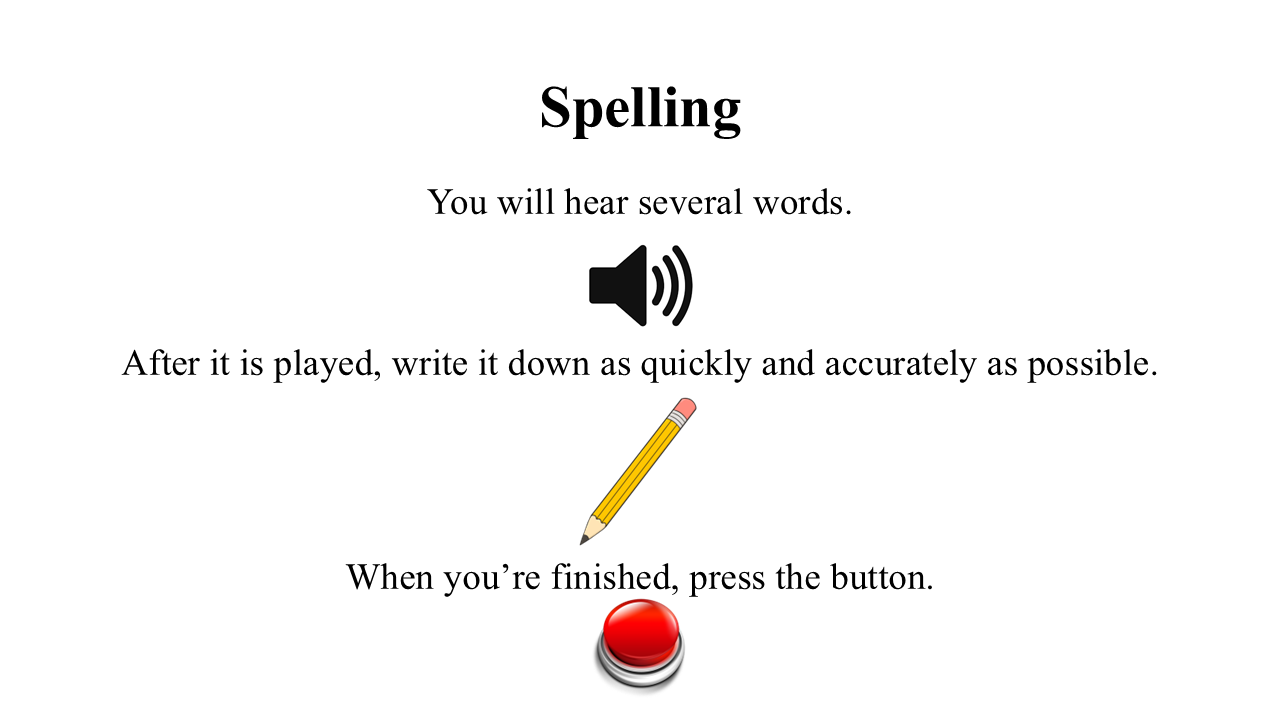 Spelling
You will hear several words.
After it is played, write it down as quickly and accurately as possible.
When you’re finished, press the button.